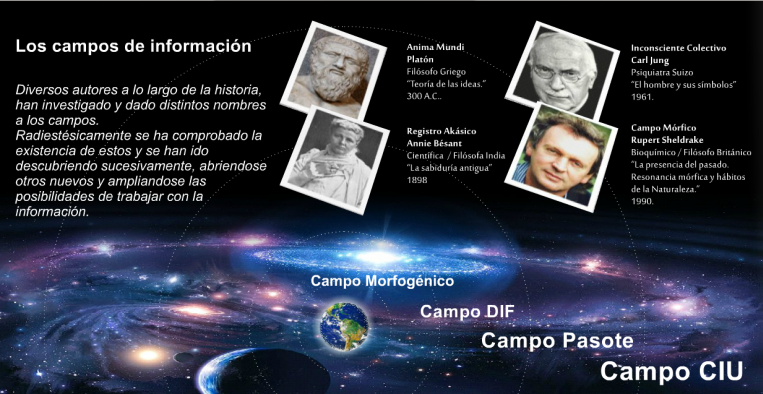 Los campos de información
Diversos autores a lo largo de la historia,
han investigado y dado distintos nombres
a los campos.
Radiestésicamente se ha comprobado la
existencia de estos y se han ido
descubriendo sucesivamente, abriendose
otros nuevos y ampliandose las
posibilidades de trabajar con la
información.
Anima Mundi
Platón
Filósofo Griego
"Teoría de las ideas."
300 A.C..
Inconsciente Colectivo
Carl Jung
Psiquiatra Suizo
"El hombre y sus símbolos"
1961.
Registro Akásico
Annie Bésant
Científica / Filósofa India
"La sabiduría antigua"
1898
Campo Mórfico
Rupert Sheldrake
Bioquímico / Filósofo Británico
"La presencia del pasado.
Resonancia mórfica y hábitos
de la Naturaleza."
1990.
Campo Morfogénico
Campo DIF
Campo Pasote
Campo CIU